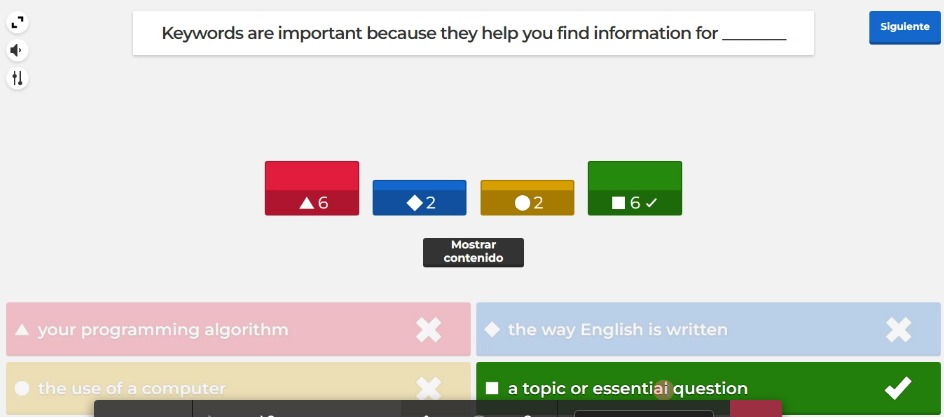 Keywords are important because they help you find information for ________
Siguiente
6
2
2
6
Mostrar
contenido
your programming algorithm
the way English is written
the use of a computer
a topic or essential question